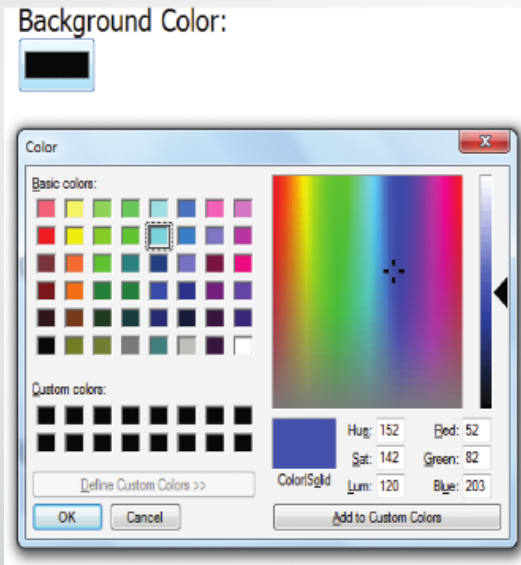 Background Color:
Color
x
Basic colors:
Custom colors:
Define Custom Colors >>
OK Cancel
Color|Solid
Hug: 152 Red: 52
Sat: 142 Green: 82
Lum: 120 Blue: 203
Add to Custom Colors